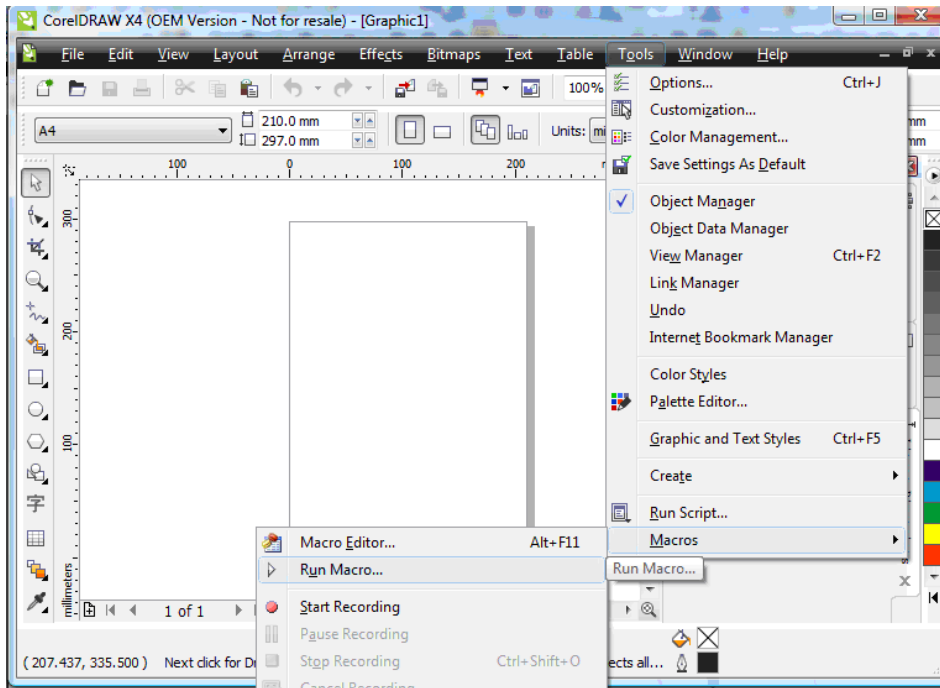 CorelDRAW X4 (OEM Version - Not for resale) - [Graphic1]
File Edit View Layout Arrange Effects Bitmaps Text Table Tools Window Help
100%
A4
210.0 mm
297.0 mm
Units:
100 0 100 200
300
200
100
millimeters
字
Options... Ctrl+J
Customization...
Color Management...
Save Settings As Default
Object Manager
Object Data Manager
View Manager Ctrl+F2
Link Manager
Undo
Internet Bookmark Manager
Color Styles
Palette Editor...
Graphic and Text Styles Ctrl+F5
Create
Run Script...
Macros
Run Macro...
Macro Editor... Alt+F11
Run Macro...
Start Recording
Pause Recording
Stop Recording Ctrl+Shift+O
Cancel Recording
1 of 1
( 207.437, 335.500 ) Next click for
ects all...